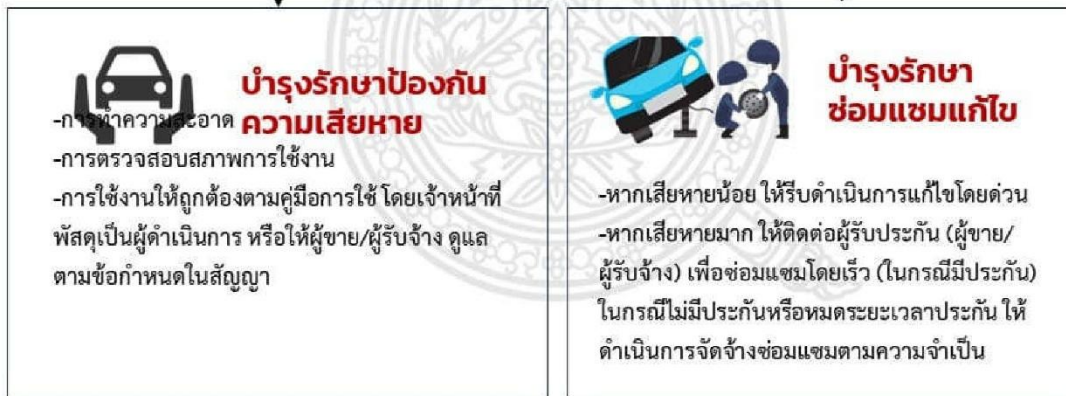 บำรุงรักษาป้องกัน
ความเสียหาย
-การทำความสะอาด
-การตรวจสอบสภาพการใช้งาน
-การใช้งานให้ถูกต้องตามคู่มือการใช้ โดยเจ้าหน้าที่
พัสดุเป็นผู้ดำเนินการ หรือให้ผู้ขาย/ผู้รับจ้าง ดูแล
ตามข้อกำหนดในสัญญา
บำรุงรักษา
ซ่อมแซมแก้ไข
-หากเสียหายน้อย ให้รีบดำเนินการแก้ไขโดยด่วน
-หากเสียหายมาก ให้ติดต่อผู้รับประกัน (ผู้ขาย/
ผู้รับจ้าง) เพื่อซ่อมแซมโดยเร็ว (ในกรณีมีประกัน)
ในกรณีไม่มีประกันหรือหมดระยะเวลาประกัน ให้
ดำเนินการจัดจ้างซ่อมแซมตามความจำเป็น